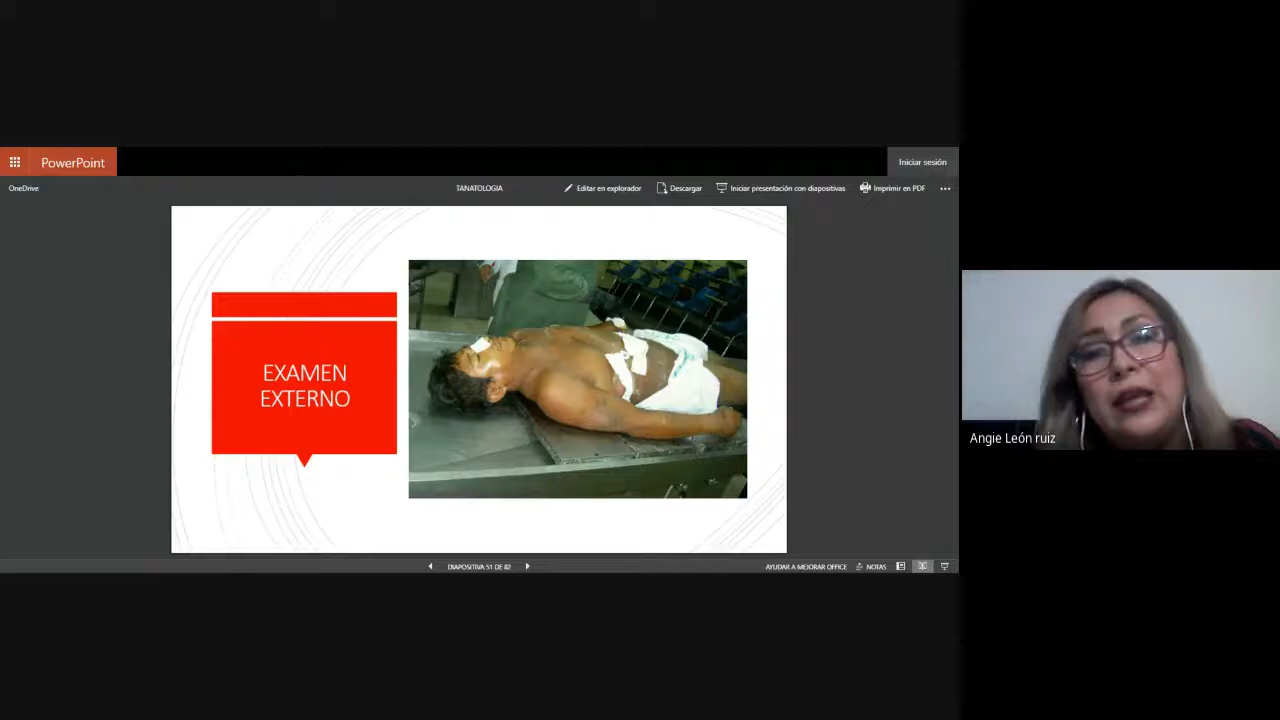 PowerPoint
Iniciar sesión
OneDrive
TANATOLOGIA
Editar en explorador
Descargar
Iniciar presentación con diapositivas
Imprimir en PDF
EXAMEN
EXTERNO
Angie León ruiz
DIAPOSITIVA 51 DE 82
AYUDAR A MEJORAR OFFICE
NOTAS